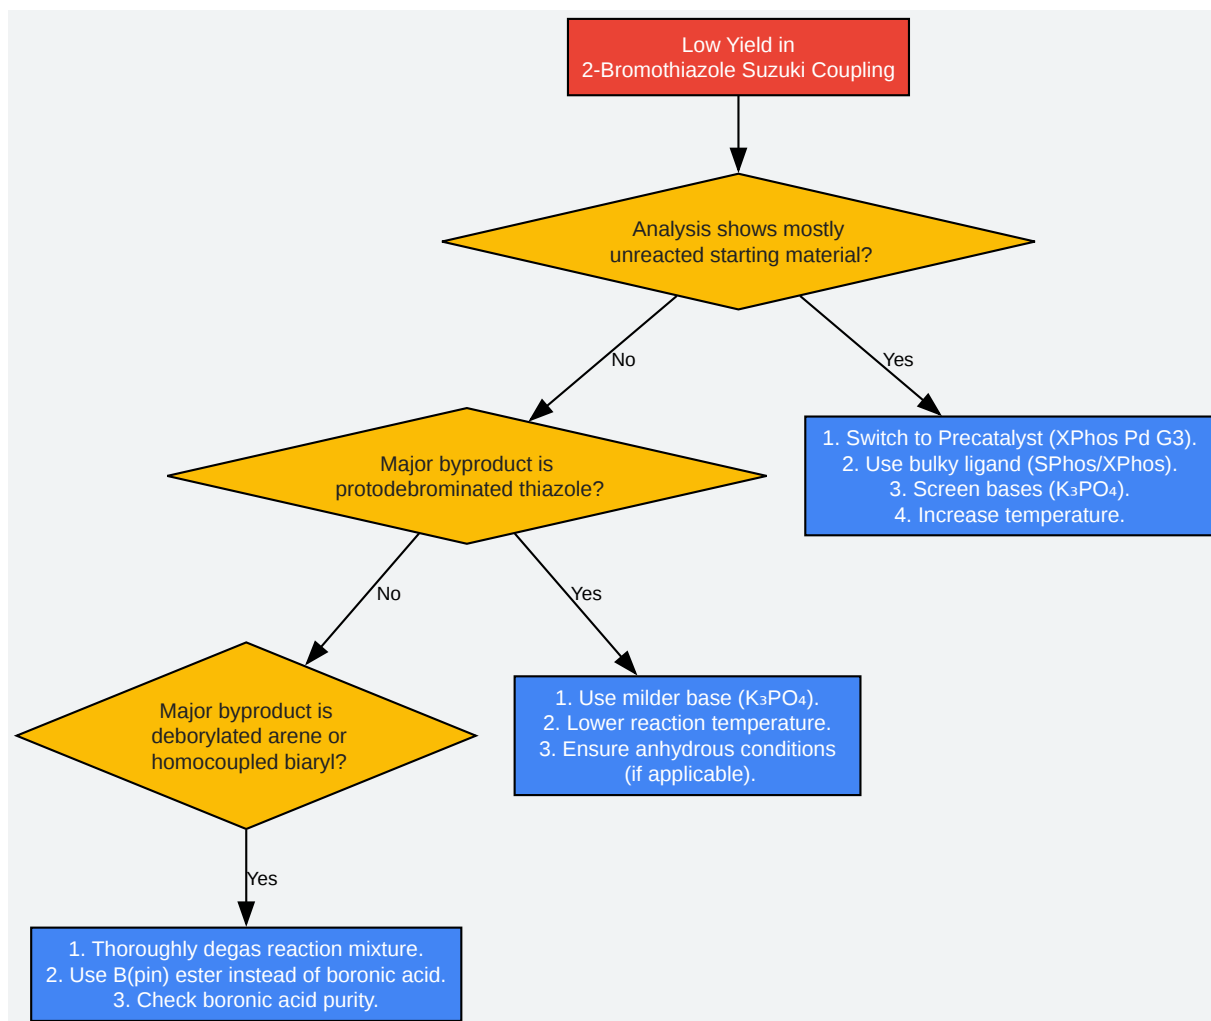 Low Yield in
2-Bromothiazole Suzuki Coupling
Analysis shows mostly
unreacted starting material?
No
Yes
Major byproduct is
protodebrominated thiazole?
1. Switch to Precatalyst (XPhos Pd G3).
2. Use bulky ligand (SPhos/XPhos).
3. Screen bases (K₃PO₄).
4. Increase temperature.
No
Yes
Major byproduct is
deborylated arene or
homocoupled biaryl?
1. Use milder base (K₃PO₄).
2. Lower reaction temperature.
3. Ensure anhydrous conditions
(if applicable).
Yes
1. Thoroughly degas reaction mixture.
2. Use B(pin) ester instead of boronic acid.
3. Check boronic acid purity.